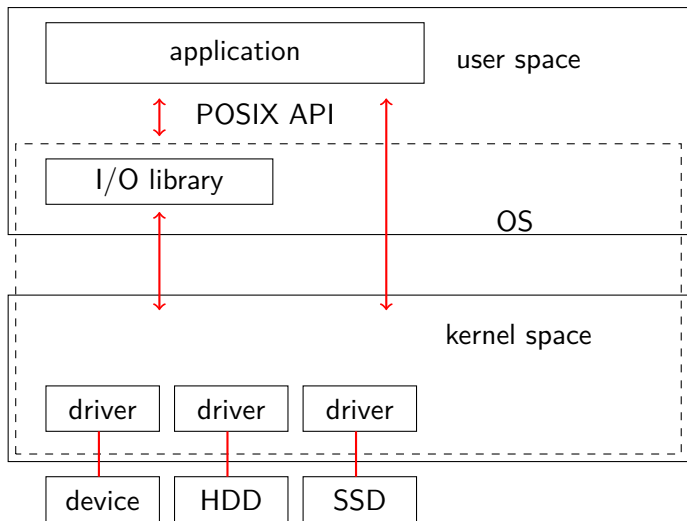 application
user space
POSIX API
I/O library
OS
kernel space
driver driver driver
device HDD SSD